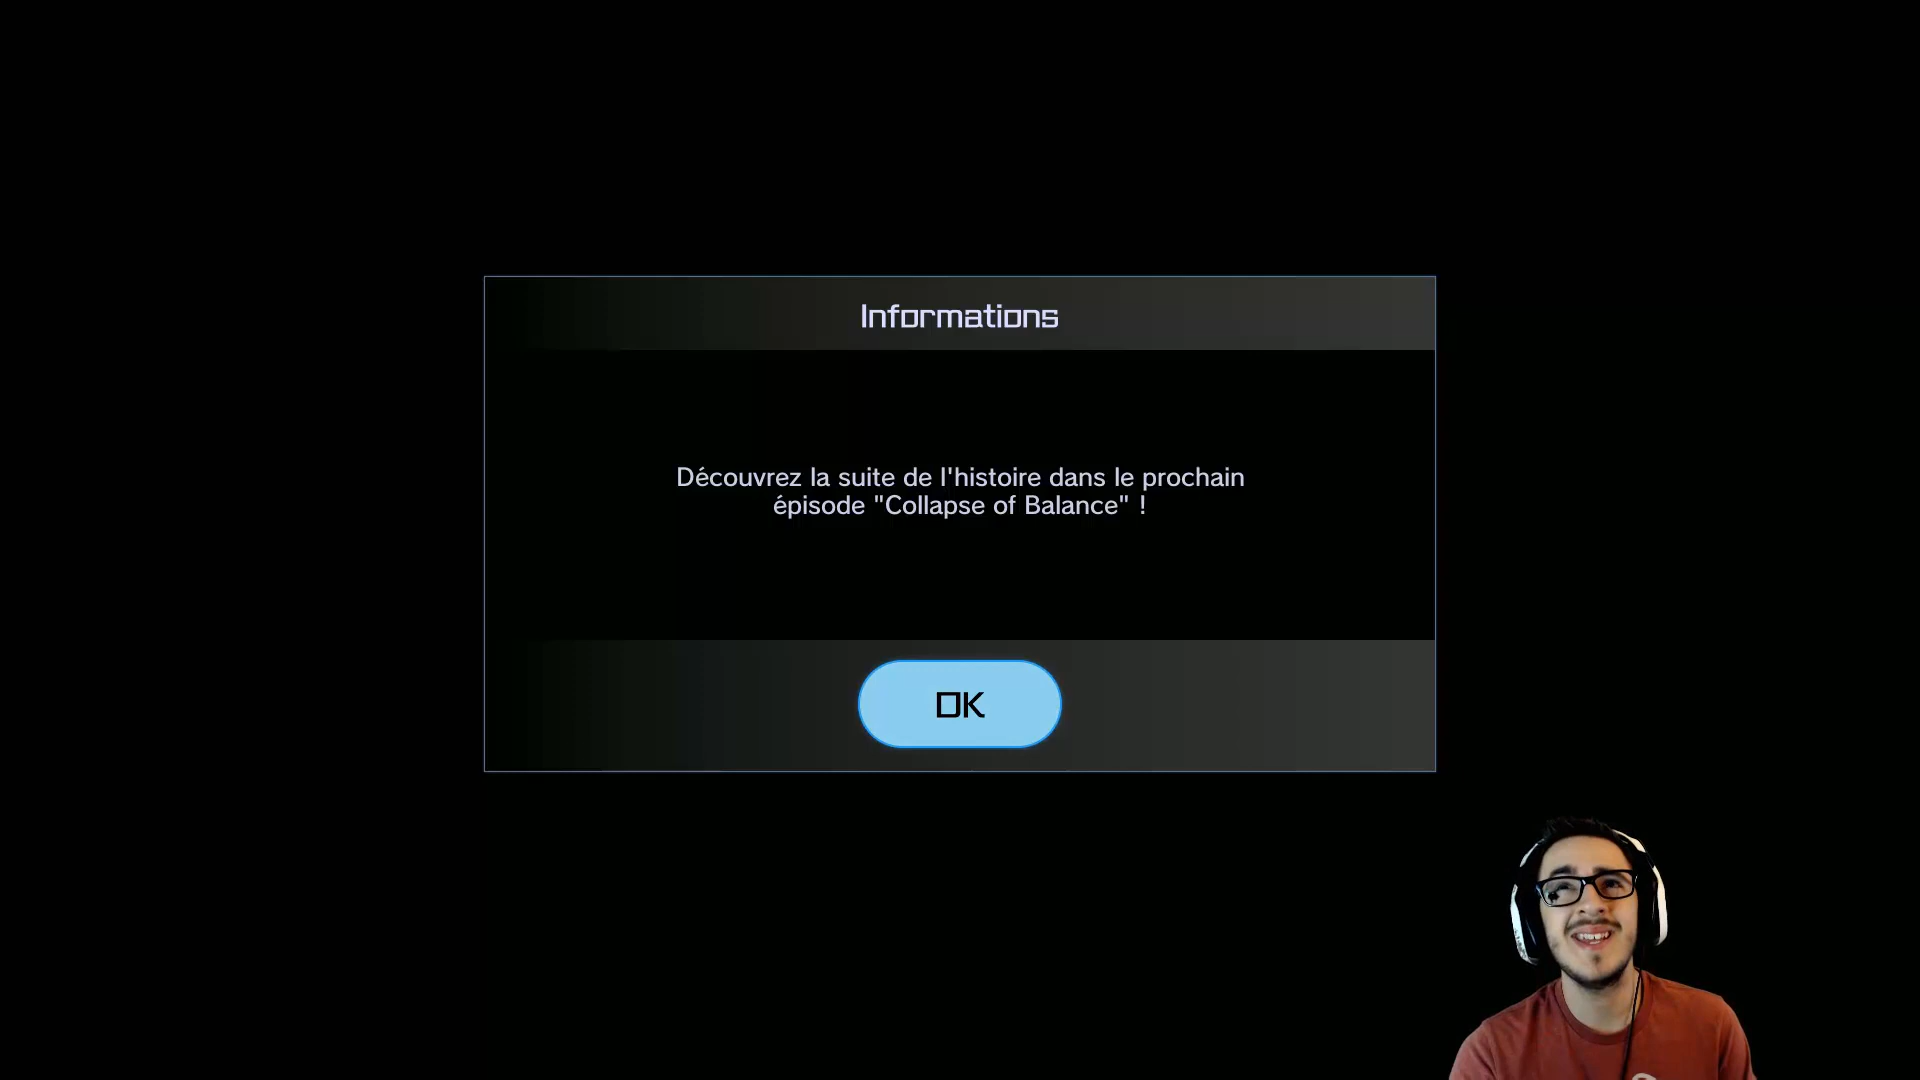 Informations
Découvrez la suite de l'histoire dans le prochain
épisode "Collapse of Balance" !
OK